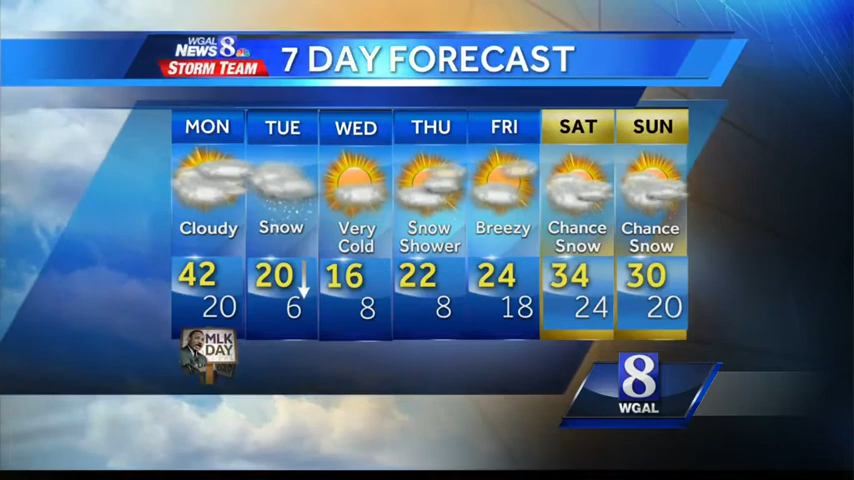 WGAL
NEWS 8
STORM TEAM
7 DAY FORECAST
MON TUE WED THU FRI SAT SUN
Cloudy Snow Very Cold Snow Shower Breezy Chance Snow Chance Snow
42 20 16 22 24 34 30
20 6 8 8 18 24 20
MLK
DAY
8
WGAL